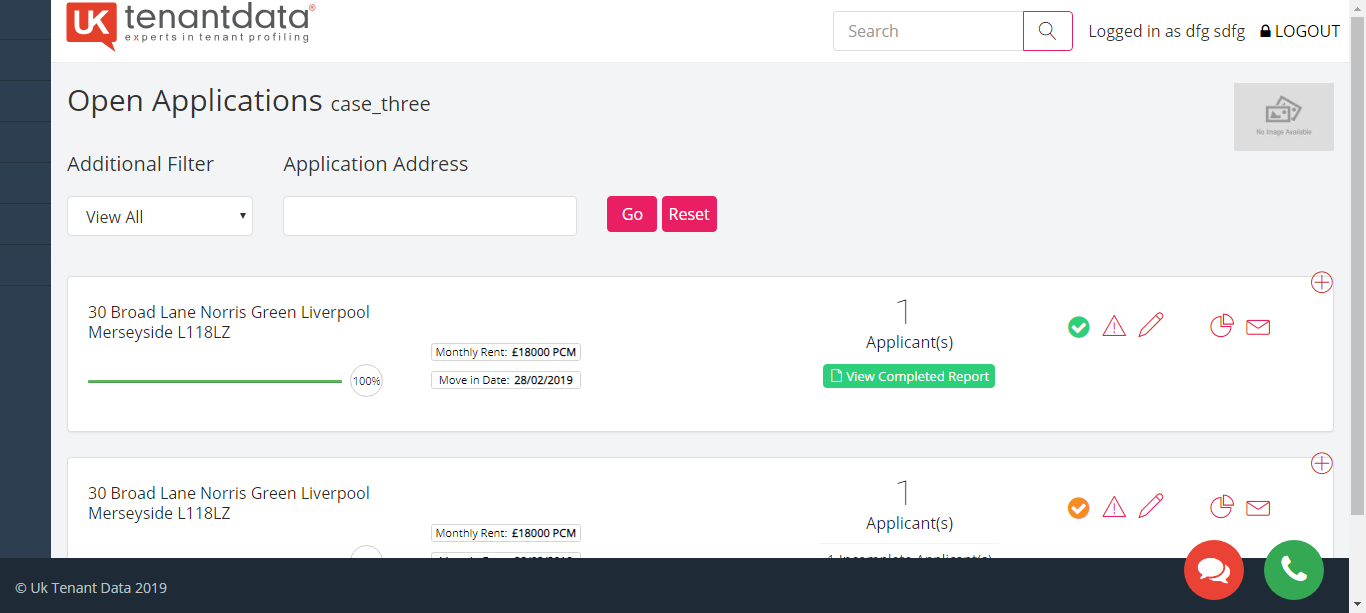 UK tenantdata®
experts in tenant profiling
Search
Logged in as dfg sdfg
LOGOUT
Open Applications case_three
No Image Available
Additional Filter
Application Address
View All
Go
Reset
30 Broad Lane Norris Green Liverpool
Merseyside L118LZ
100%
Monthly Rent: £18000 PCM
Move in Date: 28/02/2019
1
Applicant(s)
View Completed Report
30 Broad Lane Norris Green Liverpool
Merseyside L118LZ
Monthly Rent: £18000 PCM
1
Applicant(s)
1 Incomplete Applicant(s)
© Uk Tenant Data 2019